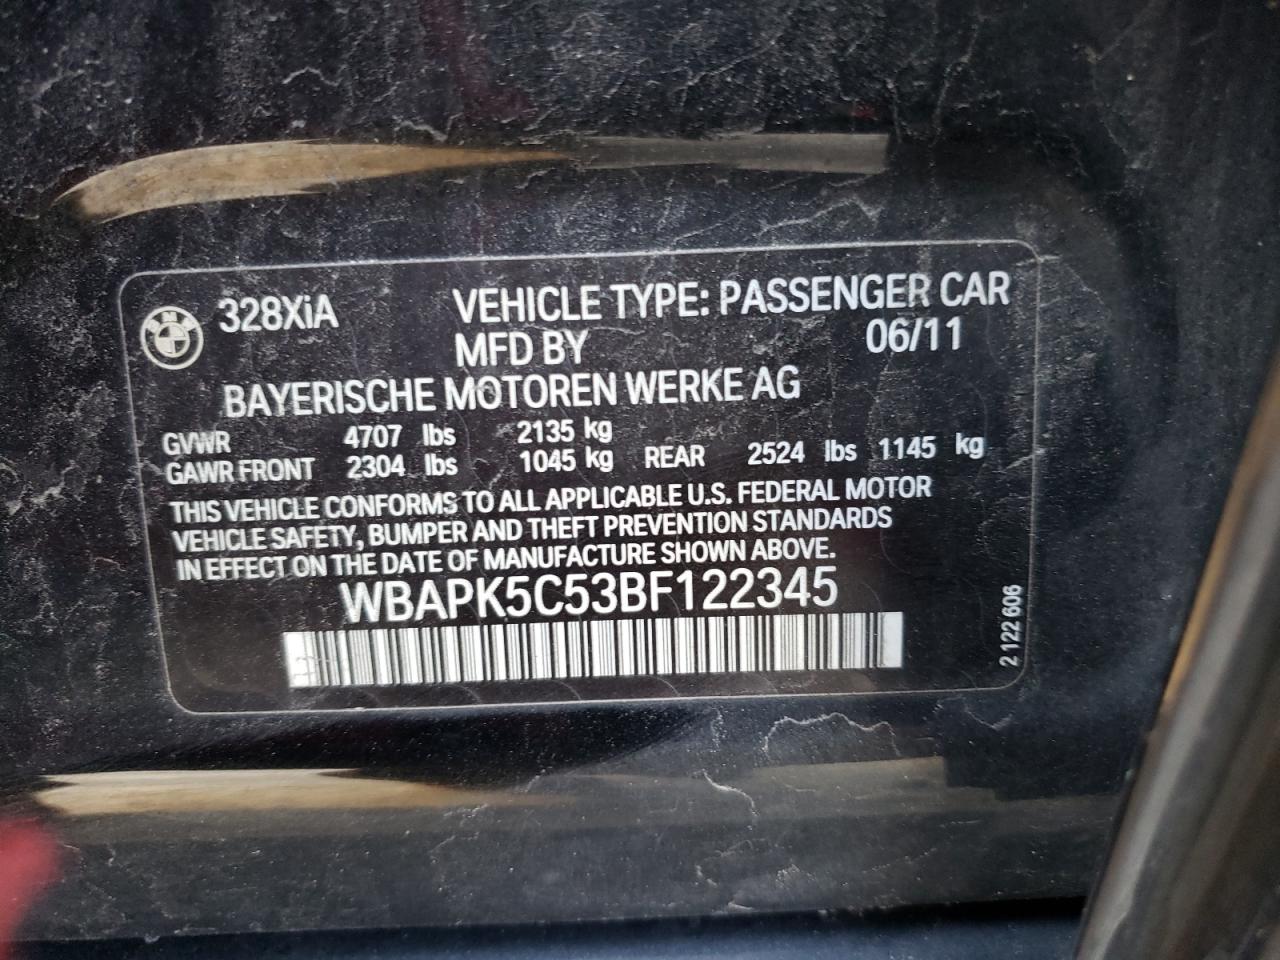 BMW
328XiA VEHICLE TYPE: PASSENGER CAR
MFD BY 06/11
BAYERISCHE MOTOREN WERKE AG
GVWR 4707 lbs 2135 kg
GAWR FRONT 2304 lbs 1045 kg REAR 2524 lbs 1145 kg
THIS VEHICLE CONFORMS TO ALL APPLICABLE U.S. FEDERAL MOTOR
VEHICLE SAFETY, BUMPER AND THEFT PREVENTION STANDARDS
IN EFFECT ON THE DATE OF MANUFACTURE SHOWN ABOVE.
WBAPK5C53BF122345
2 122 606